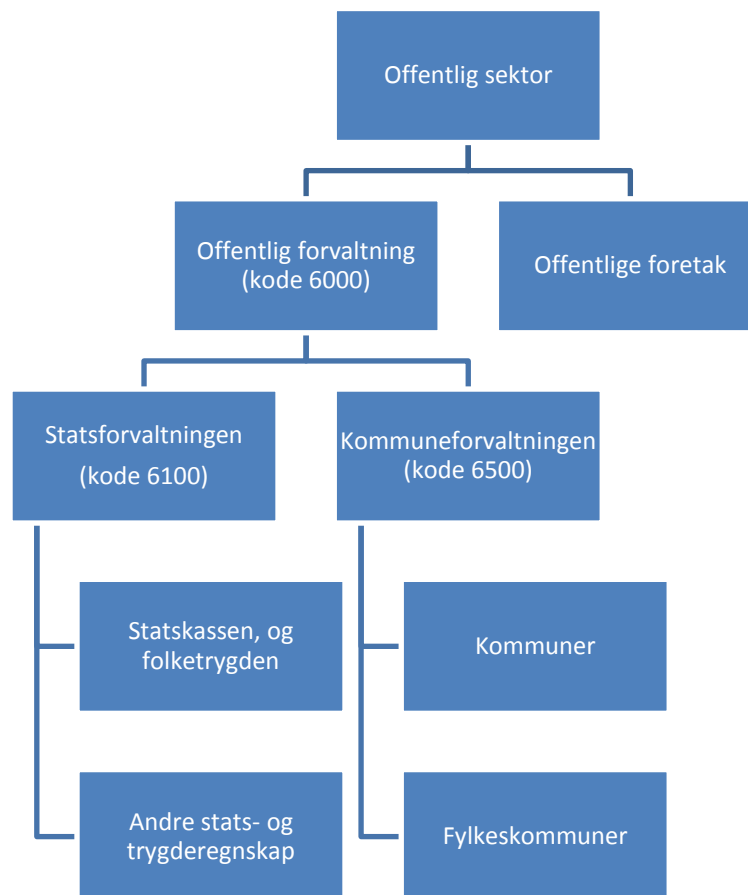 Offentlig sektor
Offentlig forvaltning
(kode 6000)
Offentlige foretak
Statsforvaltningen
(kode 6100)
Kommuneforvaltningen
(kode 6500)
Statskassen, og
folketrygden
Kommuner
Andre stats- og
trygderegnskap
Fylkeskommuner